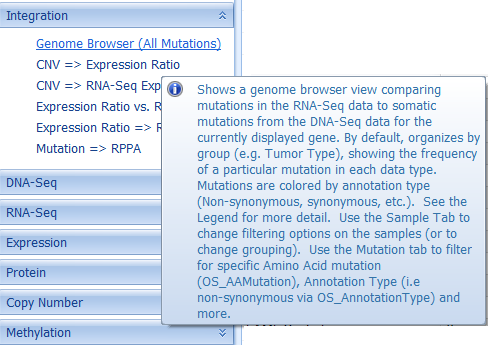 Integration
Genome Browser (All Mutations)
CNV => Expression Ratio
CNV => RNA-Seq Exp
Expression Ratio vs. R
Expression Ratio => R
Mutation => RPPA
DNA-Seq
RNA-Seq
Expression
Protein
Copy Number
Methylation
Shows a genome browser view comparing
mutations in the RNA-Seq data to somatic
mutations from the DNA-Seq data for the
currently displayed gene. By default, organizes by
group (e.g. Tumor Type), showing the frequency
of a particular mutation in each data type.
Mutations are colored by annotation type
(Non-synonymous, synonymous, etc.).  See the
Legend for more detail.  Use the Sample Tab to
change filtering options on the samples (or to
change grouping).  Use the Mutation tab to filter
for specific Amino Acid mutation
(OS_AAMutation), Annotation Type (i.e
non-synonymous via OS_AnnotationType) and
more.